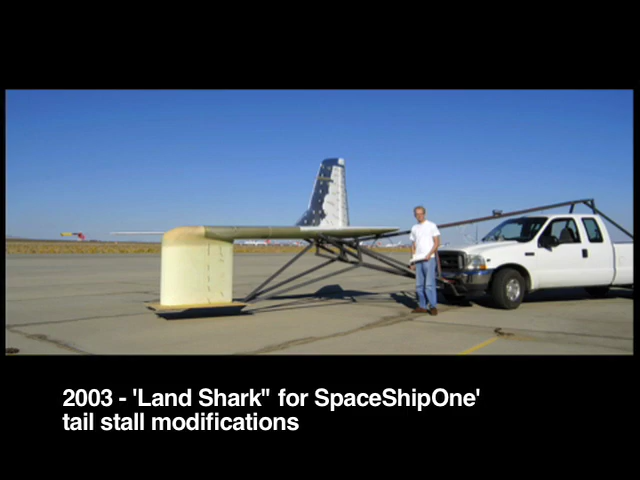 2003 - 'Land Shark" for SpaceShipOne'
tail stall modifications